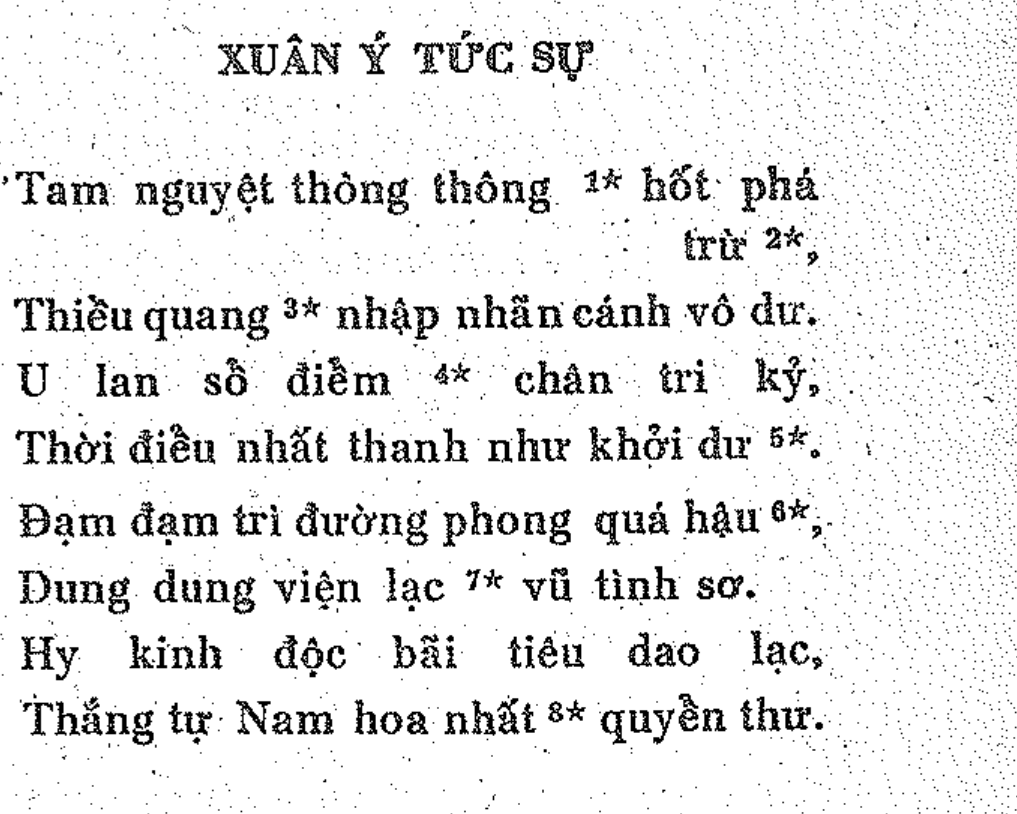 XUÂN Ý TỨC SỰ
Tam nguyệt thòng thông 1* hốt phá
trừ 2*,
Thiều quang 3* nhập nhãn cánh vô dư.
U lan sổ điểm 4* chân tri kỷ,
Thời điểu nhất thanh như khởi dư 5*.
Đạm đạm trì đường phong quá hậu 6*,
Dung dung viện lạc 7* vũ tình sơ.
Hy kinh độc bãi tiêu dao lạc,
Thắng tự Nam hoa nhất 8* quyển thư.